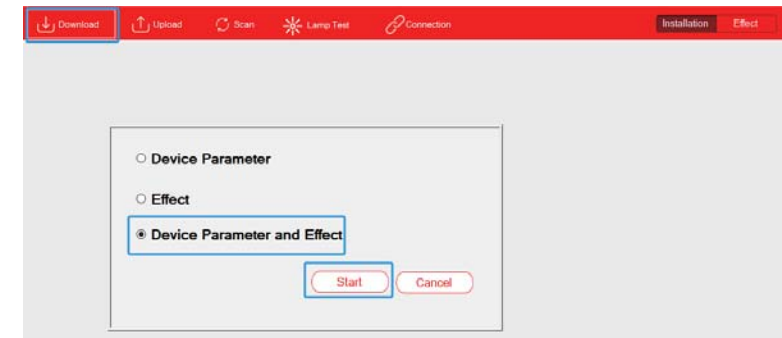 Download Upload Scan Lamp Test Connection Installation Effect
Device Parameter
Effect
Device Parameter and Effect
Start Cancel